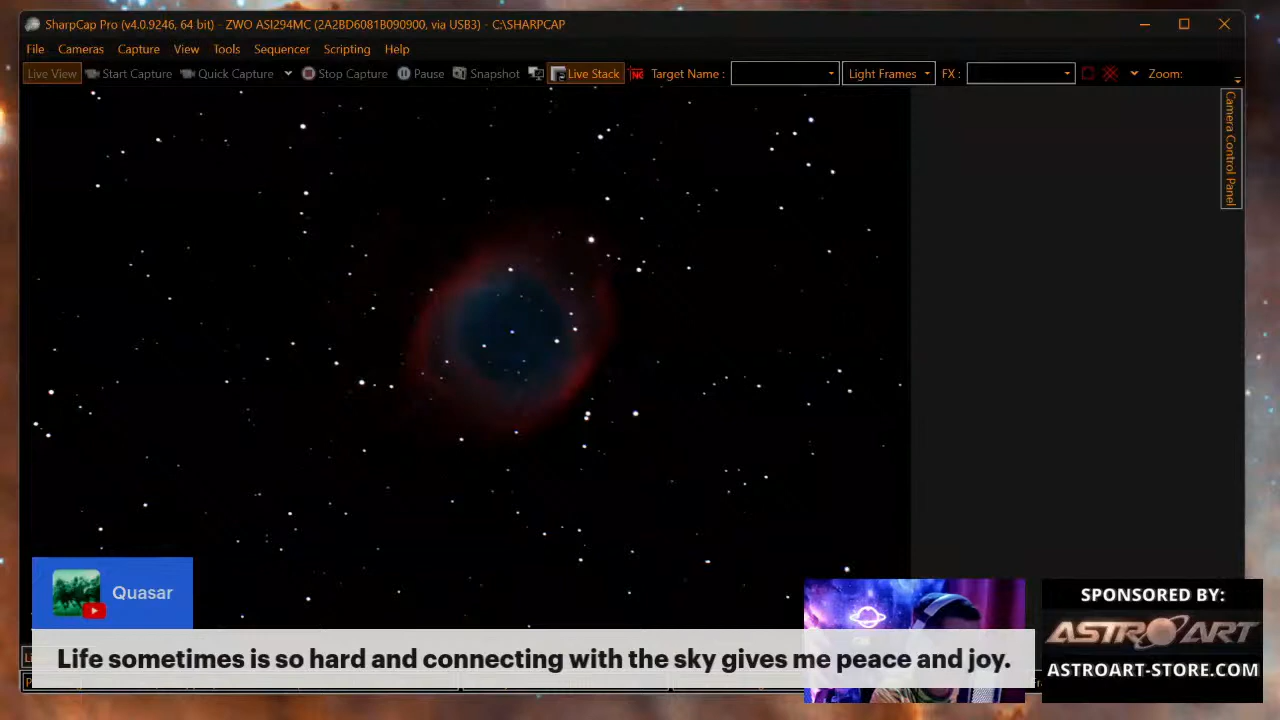 SharpCap Pro (v4.0.9246, 64 bit) - ZWO ASI294MC (2A2BD6081B090900, via USB3) - C:\SHARPCAP
File Cameras Capture View Tools Sequencer Scripting Help
Live View Start Capture Quick Capture Stop Capture Pause Snapshot Live Stack Target Name : Light Frames FX : Zoom:
Camera Control Panel
Quasar
Life sometimes is so hard and connecting with the sky gives me peace and joy.
SPONSORED BY:
ASTROART
ASTROART-STORE.COM